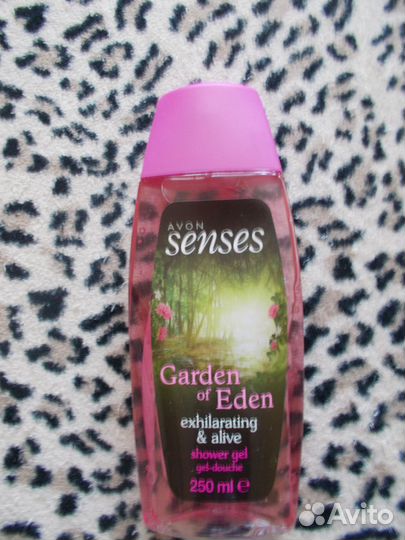 AVON
senses
Garden
of Eden
exhilarating
& alive
shower gel
gel-douche
250 ml ℮
Avito